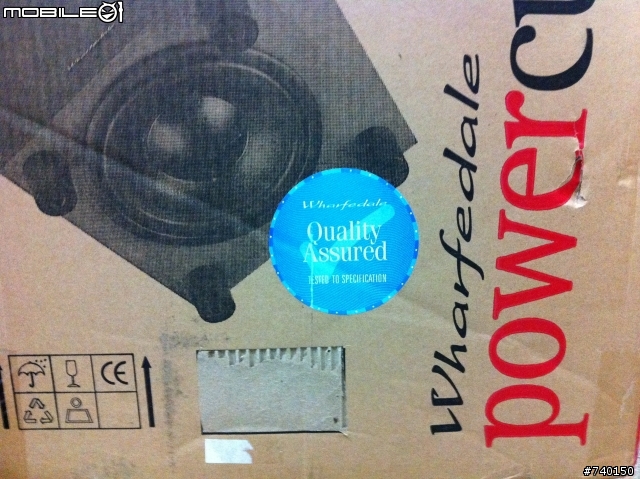 MOBILE01
Wharfedale
powercu
Wharfedale
Quality
Assured
TESTED TO SPECIFICATION
CE
#740150